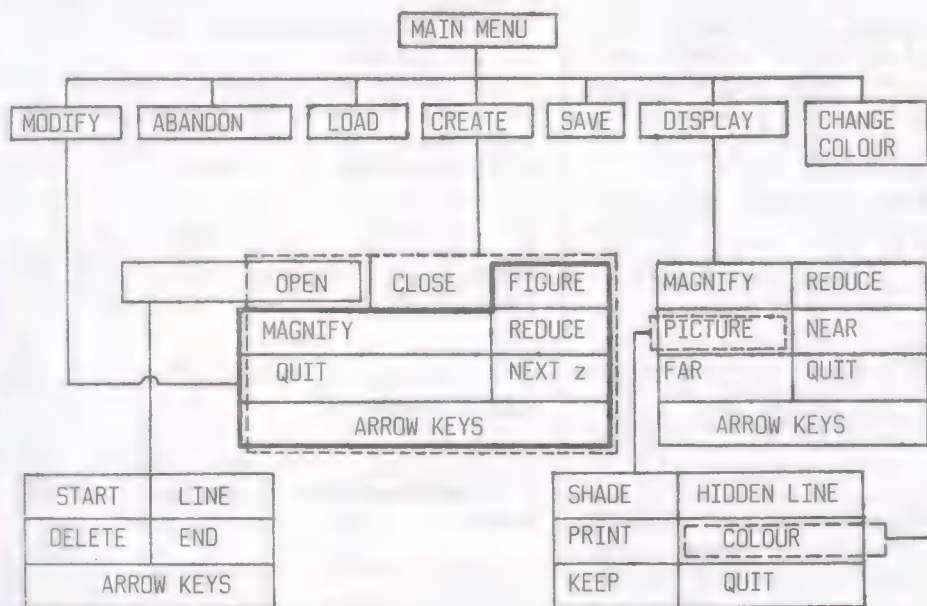 MAIN MENU
MODIFY ABANDON LOAD CREATE SAVE DISPLAY CHANGE
COLOUR
OPEN CLOSE FIGURE MAGNIFY REDUCE
MAGNIFY REDUCE PICTURE NEAR
QUIT NEXT z FAR QUIT
ARROW KEYS ARROW KEYS
START LINE SHADE HIDDEN LINE
DELETE END PRINT COLOUR
ARROW KEYS KEEP QUIT